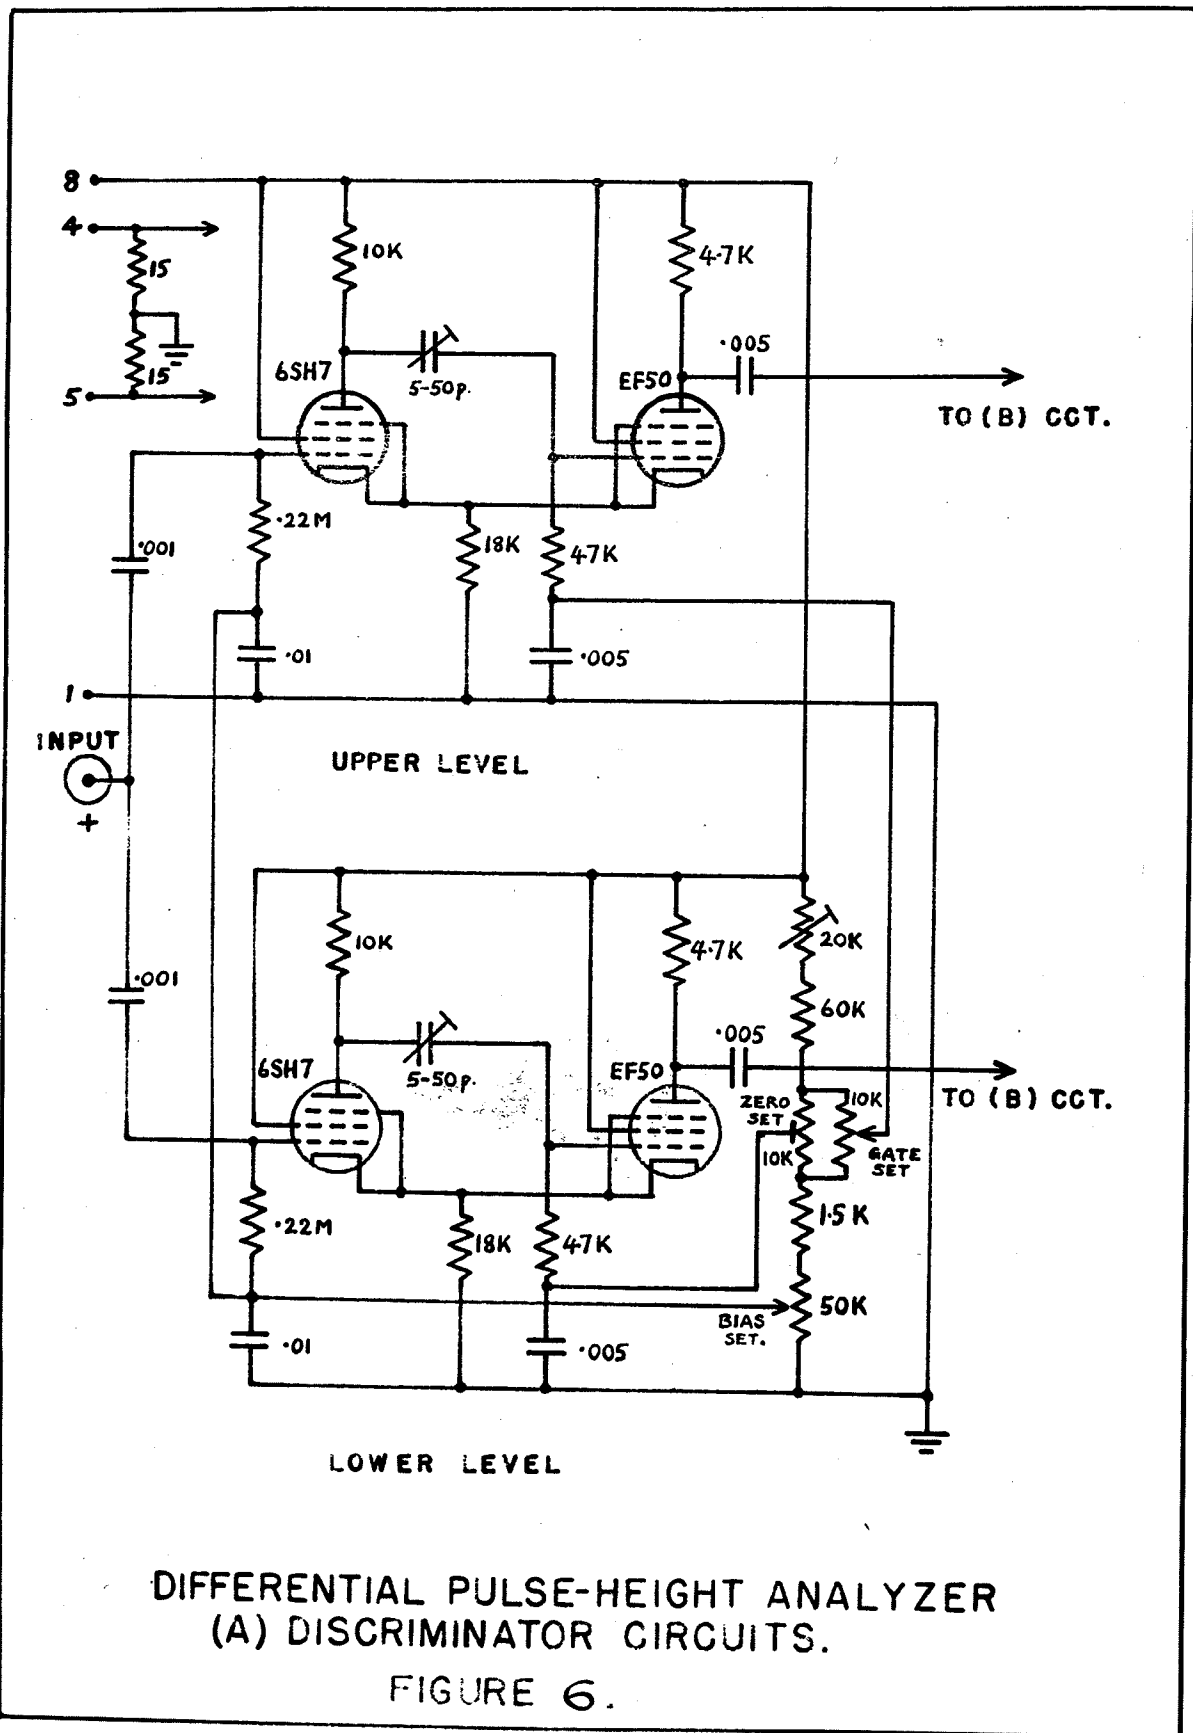 8
4
15
15
5
10K
4.7K
.005
6SH7
5-50p.
EF50
TO (B) CCT.
.22M
.001
18K
47K
.01
.005
1
INPUT
+
UPPER LEVEL
10K
4.7K
20K
60K
.001
.005
6SH7
5-50p.
EF50
ZERO
SET
10K
10K
TO (B) CCT.
GATE
SET
.22M
18K
47K
1.5K
50K
BIAS
SET.
.01
.005
LOWER LEVEL
DIFFERENTIAL PULSE-HEIGHT ANALYZER
(A) DISCRIMINATOR CIRCUITS.
FIGURE 6.